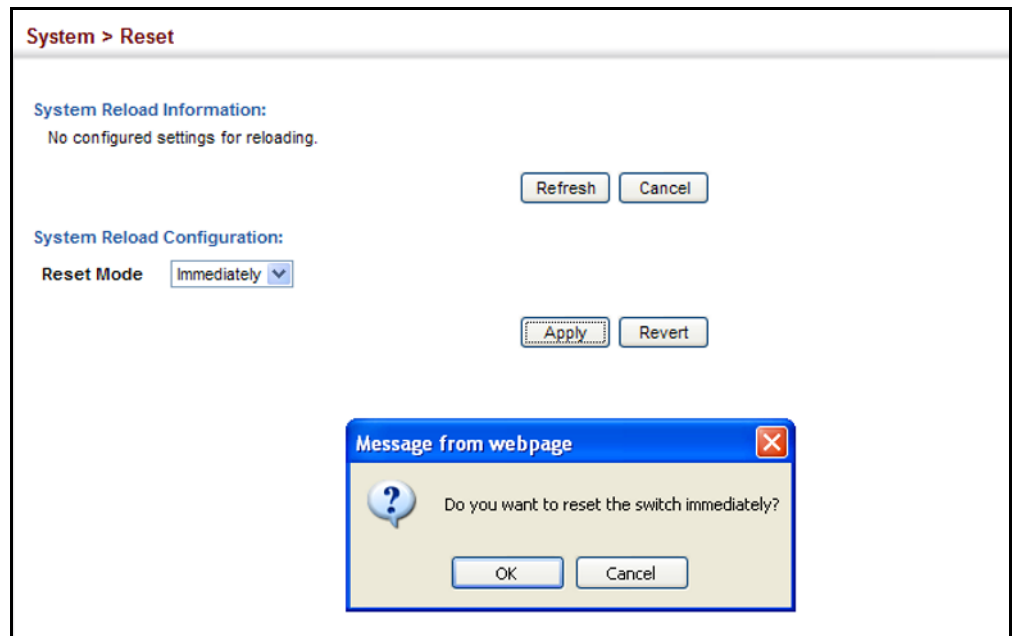 System > Reset
System Reload Information:
No configured settings for reloading.
Refresh Cancel
System Reload Configuration:
Reset Mode Immediately
Apply Revert
Message from webpage
Do you want to reset the switch immediately?
OK Cancel